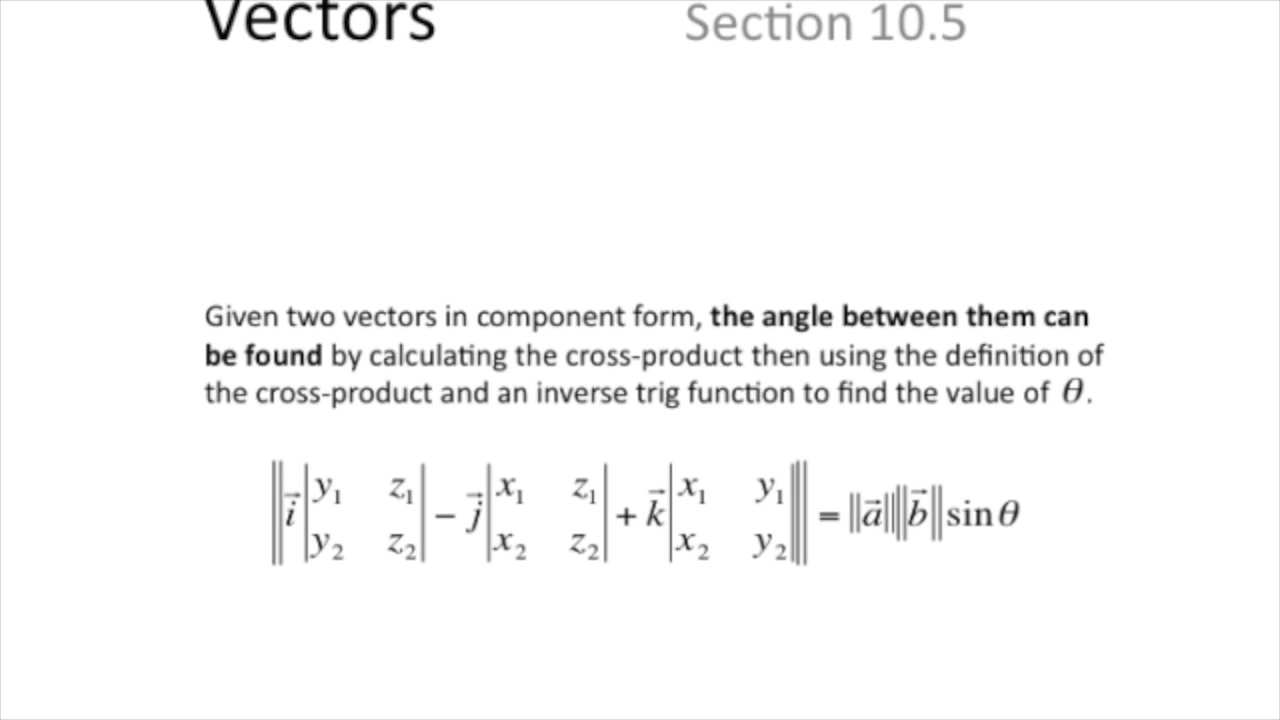 Vectors Section 10.5
Given two vectors in component form, the angle between them can
be found by calculating the cross-product then using the definition of
the cross-product and an inverse trig function to find the value of θ.
‖i⃗ |y₁ z₁; y₂ z₂| − j⃗ |x₁ z₁; x₂ z₂| + k⃗ |x₁ y₁; x₂ y₂|‖ = ‖a⃗‖‖b⃗‖sinθ